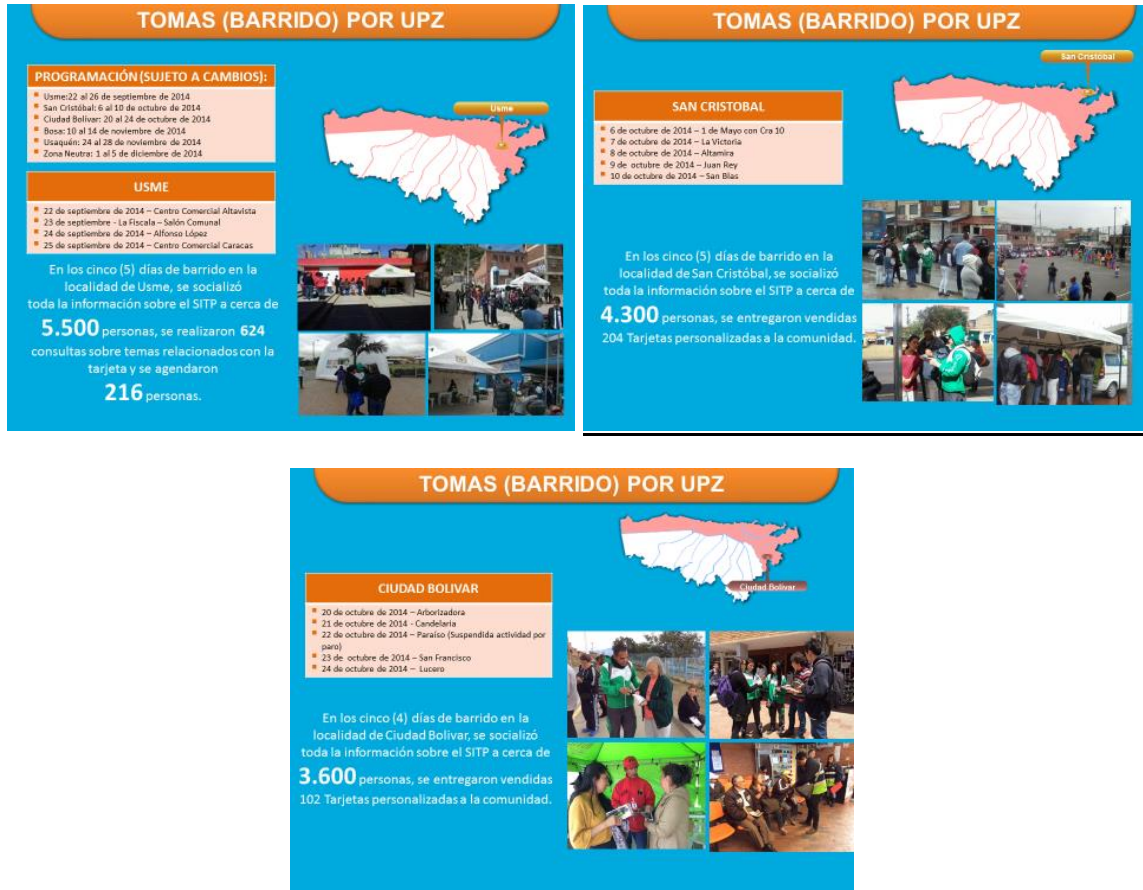 TOMAS (BARRIDO) POR UPZ
PROGRAMACIÓN (SUJETO A CAMBIOS):
Usme:22 al 26 de septiembre de 2014
San Cristóbal: 6 al 10 de octubre de 2014
Ciudad Bolívar: 20 al 24 de octubre de 2014
Bosa: 10 al 14 de noviembre de 2014
Usaquén: 24 al 28 de noviembre de 2014
Zona Neutra: 1 al 5 de diciembre de 2014
Usme
USME
22 de septiembre de 2014 – Centro Comercial Altavista
23 de septiembre - La Fiscala – Salón Comunal
24 de septiembre de 2014 – Alfonso López
25 de septiembre de 2014 – Centro Comercial Caracas
En los cinco (5) días de barrido en la
localidad de Usme, se socializó
toda la información sobre el SITP a cerca de
5.500 personas, se realizaron 624
consultas sobre temas relacionados con la
tarjeta y se agendaron
216 personas.
TOMAS (BARRIDO) POR UPZ
San Cristóbal
SAN CRISTOBAL
6 de octubre de 2014 – 1 de Mayo con Cra 10
7 de octubre de 2014 – La Victoria
8 de octubre de 2014 – Altamira
9 de octubre de 2014 – Juan Rey
10 de octubre de 2014 – San Blas
En los cinco (5) días de barrido en la
localidad de San Cristóbal, se socializó
toda la información sobre el SITP a cerca de
4.300 personas, se entregaron vendidas
204 Tarjetas personalizadas a la comunidad.
TOMAS (BARRIDO) POR UPZ
Ciudad Bolivar
CIUDAD BOLIVAR
20 de octubre de 2014 – Arborizadora
21 de octubre de 2014 - Candelaria
22 de octubre de 2014 – Paraíso (Suspendida actividad por
paro)
23 de octubre de 2014 – San Francisco
24 de octubre de 2014 – Lucero
En los cinco (4) días de barrido en la
localidad de Ciudad Bolivar, se socializó
toda la información sobre el SITP a cerca de
3.600 personas, se entregaron vendidas
102 Tarjetas personalizadas a la comunidad.